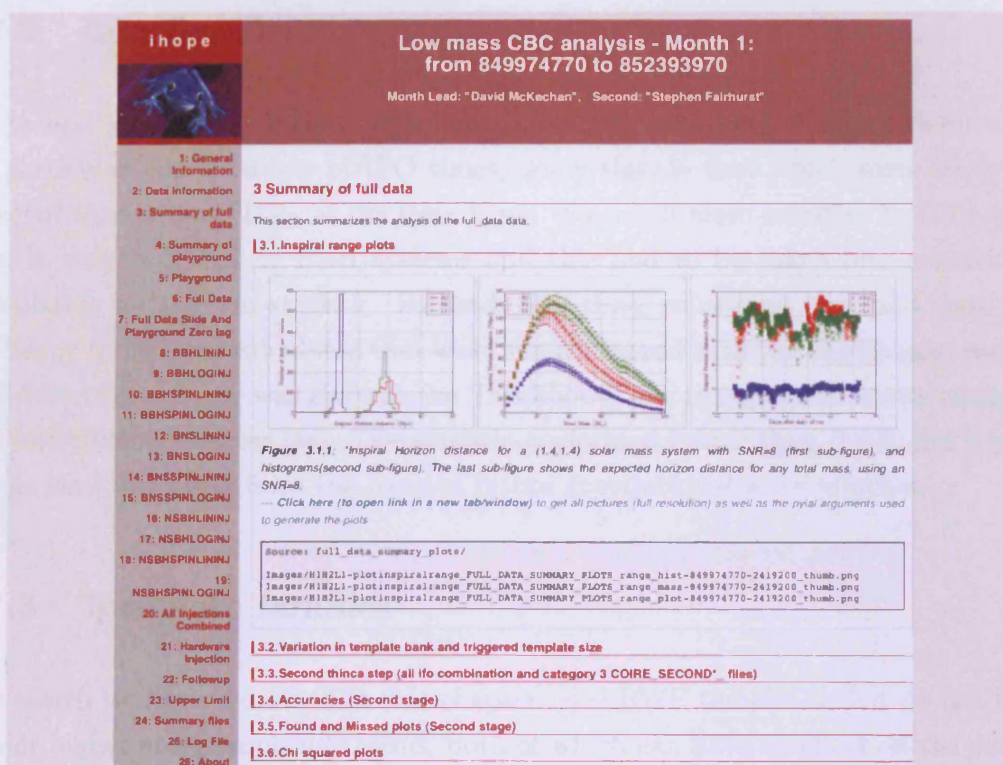 ihope
Low mass CBC analysis - Month 1:
from 849974770 to 852393970
Month Lead: "David McKechan", Second: "Stephen Fairhurst"
1: General
Information
2: Data Information
3: Summary of full
data
4: Summary of
playground
5: Playground
6: Full Data
7: Full Data Slide And
Playground Zero lag
8: BBHLININJ
9: BBHLOGINJ
10: BBHSPINLININJ
11: BBHSPINLOGINJ
12: BNSLININJ
13: BNSLOGINJ
14: BNSSPINLININJ
15: BNSSPINLOGINJ
16: NSBHLININJ
17: NSBHLOGINJ
18: NSBHSPINLININJ
19:
NSBHSPINLOGINJ
20: All Injections
Combined
21: Hardware
Injection
22: Followup
23: Upper Limit
24: Summary files
25: Log File
26: About
3 Summary of full data
This section summarizes the analysis of the full_data data.
3.1.Inspiral range plots
Figure 3.1.1: "Inspiral Horizon distance for a (1.4,1.4) solar mass system with SNR=8 (first sub-figure), and
histograms(second sub-figure). The last sub-figure shows the expected horizon distance for any total mass, using an
SNR=8.
--- Click here (to open link in a new tab/window) to get all pictures (full resolution) as well as the pylal arguments used
to generate the plots
Source: full_data_summary_plots/
Images/H1H2L1-plotinspiralrange_FULL_DATA_SUMMARY_PLOTS_range_hist-849974770-2419200_thumb.png
Images/H1H2L1-plotinspiralrange_FULL_DATA_SUMMARY_PLOTS_range_mass-849974770-2419200_thumb.png
Images/H1H2L1-plotinspiralrange_FULL_DATA_SUMMARY_PLOTS_range_plot-849974770-2419200_thumb.png
3.2.Variation in template bank and triggered template size
3.3.Second thinca step (all ifo combination and category 3 COIRE_SECOND*_ files)
3.4.Accuracies (Second stage)
3.5.Found and Missed plots (Second stage)
3.6.Chi squared plots